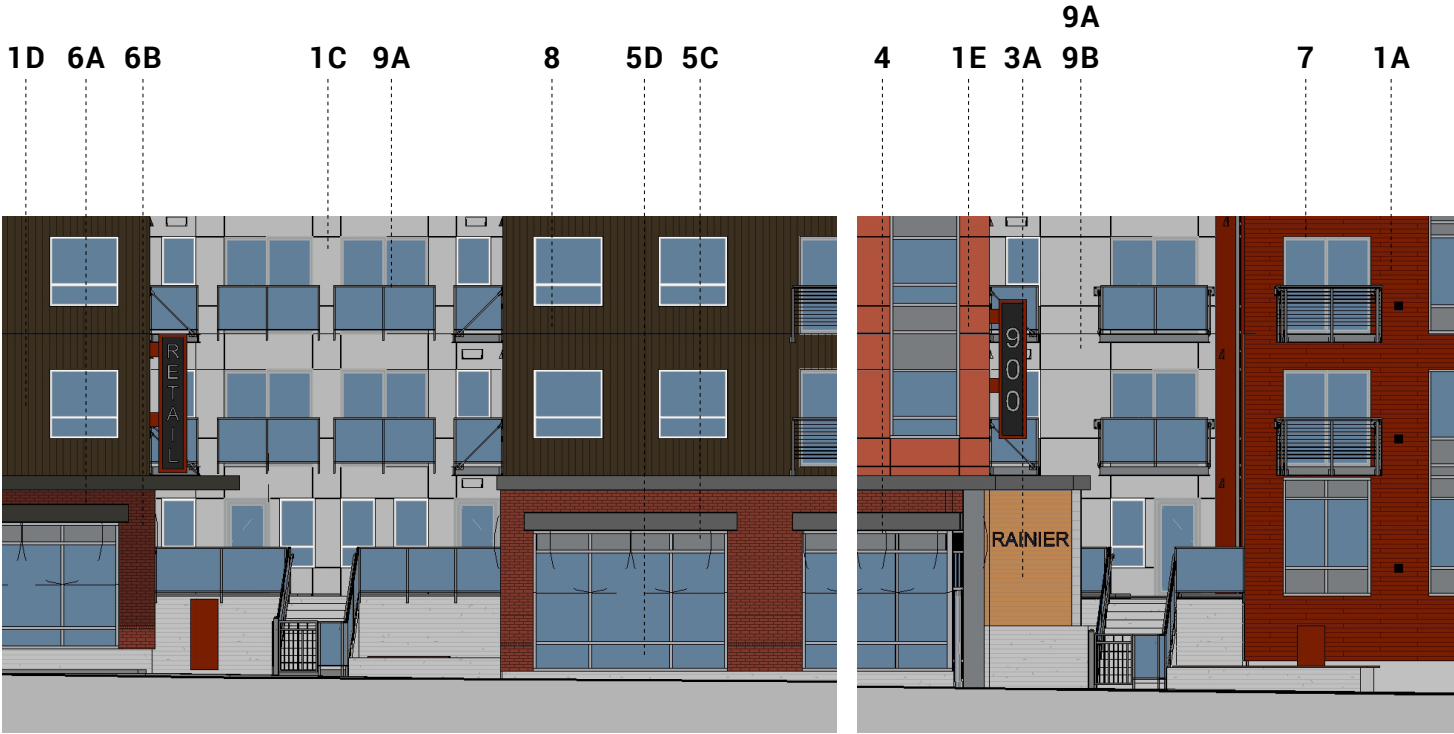 9A
1D 6A 6B 1C 9A 8 5D 5C 4 1E 3A 9B 7 1A
RETAIL
900
RAINIER